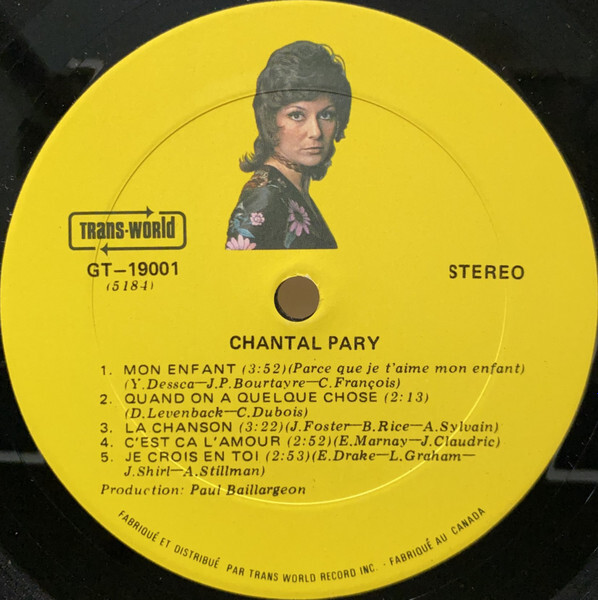 TRANS-WORLD
GT-19001
(5184)
STEREO
CHANTAL PARY
1. MON ENFANT (3:52)(Parce que je t'aime mon enfant)
(Y.Dessca—J.P.Bourtayre—C.François)
2. QUAND ON A QUELQUE CHOSE (2:13)
(D.Levenback—C.Dubois)
3. LA CHANSON (3:22)(J.Foster—B.Rice—A.Sylvain)
4. C'EST CA L'AMOUR (2:52)(E.Marnay—J.Claudric)
5. JE CROIS EN TOI (2:53)(E.Drake—L.Graham—
J.Shirl—A.Stillman)
Production: Paul Baillargeon
FABRIQUÉ ET DISTRIBUÉ PAR TRANS WORLD RECORD INC. · FABRIQUÉ AU CANADA